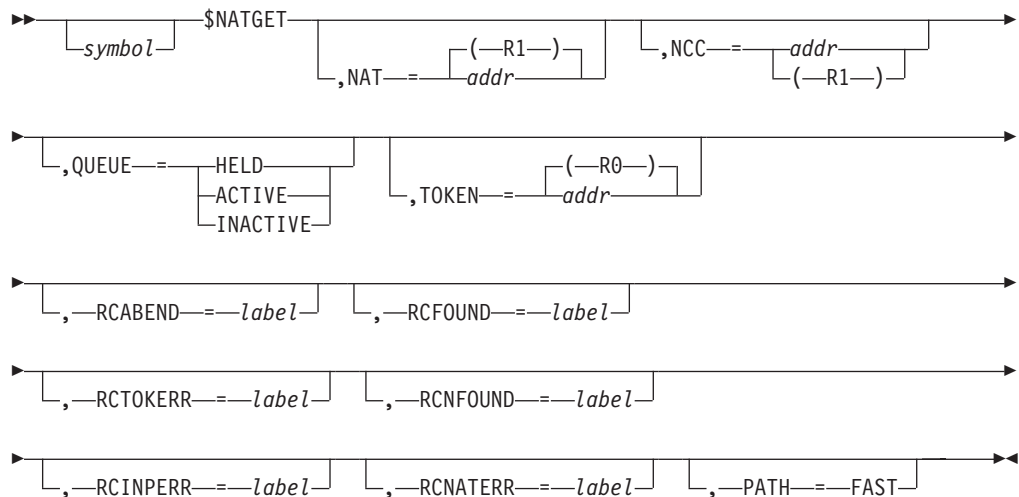 $NATGET
symbol
( R1 )
,NAT = addr
,NCC = addr
( R1 )
,QUEUE = HELD
ACTIVE
INACTIVE
( R0 )
,TOKEN = addr
, RCABEND = label
, RCFOUND = label
, RCTOKERR = label
, RCNFOUND = label
, RCINPERR = label
, RCNATERR = label
, PATH = FAST